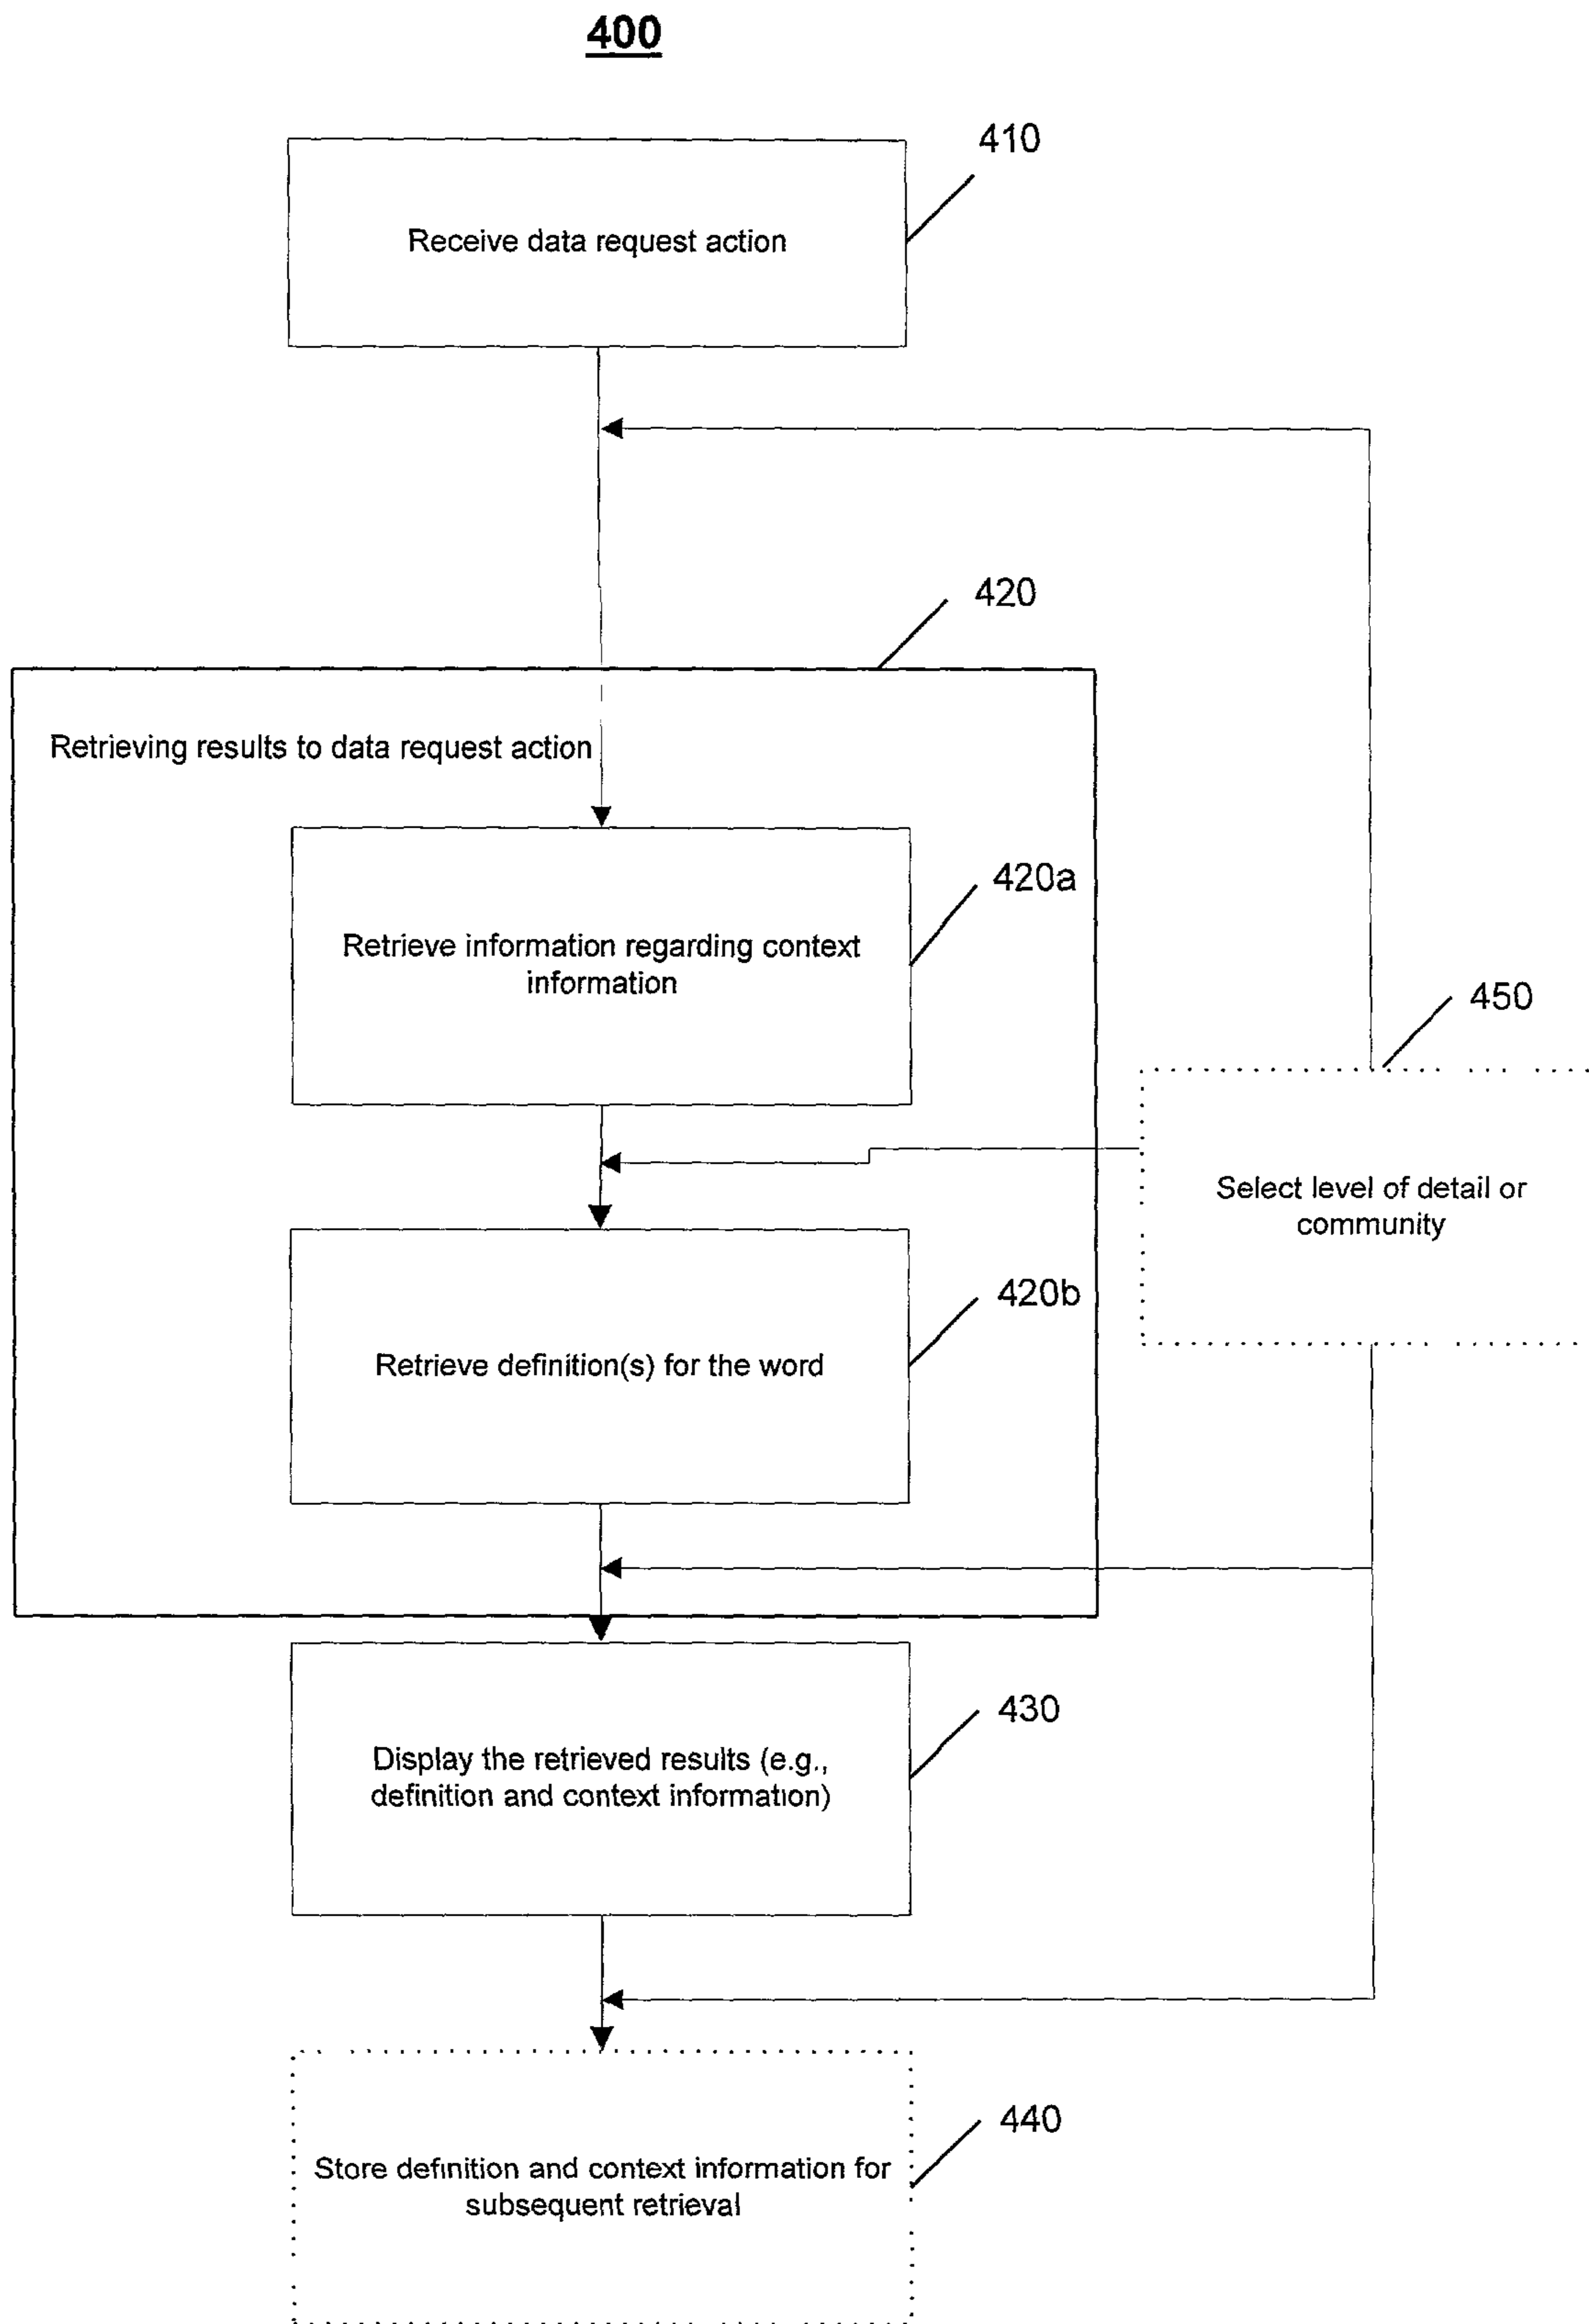 400
410
Receive data request action
420
Retrieving results to data request action
420a
Retrieve information regarding context
information
450
Select level of detail or
community
420b
Retrieve definition(s) for the word
430
Display the retrieved results (e.g.,
definition and context information)
440
Store definition and context information for
subsequent retrieval